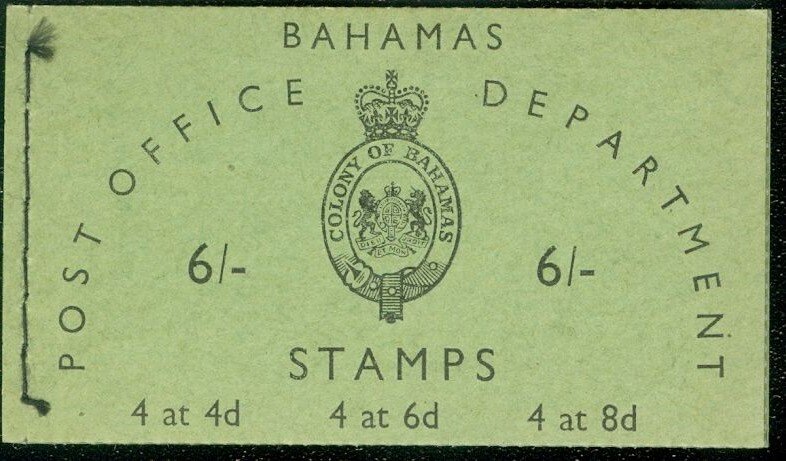 BAHAMAS
POST OFFICE DEPARTMENT
COLONY OF BAHAMAS
6/- 6/-
STAMPS
4 at 4d 4 at 6d 4 at 8d